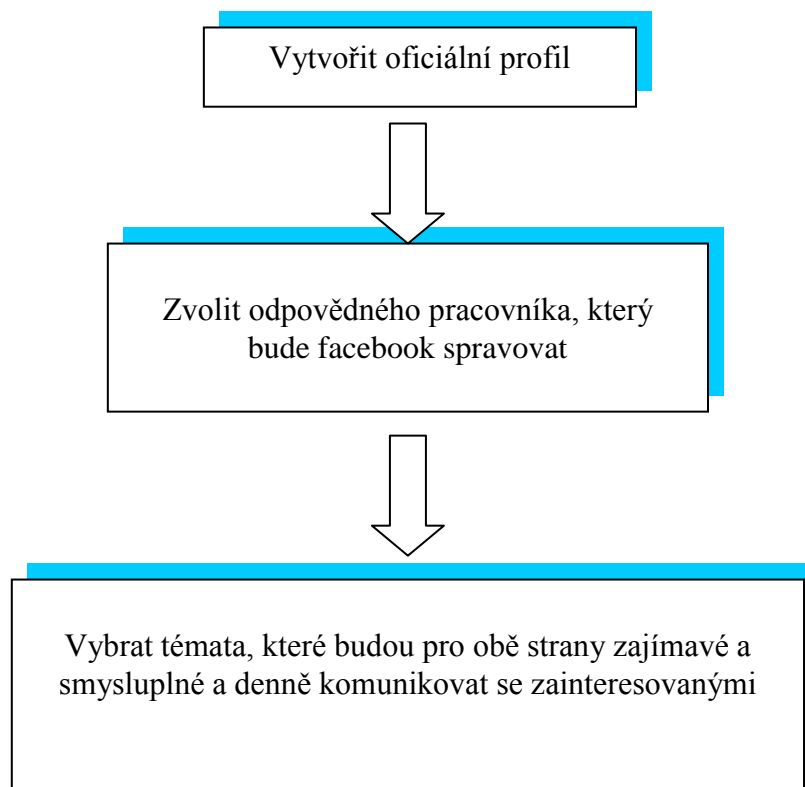 Vytvořit oficiální profil
Zvolit odpovědného pracovníka, který
bude facebook spravovat
Vybrat témata, které budou pro obě strany zajímavé a
smysluplné a denně komunikovat se zainteresovanými